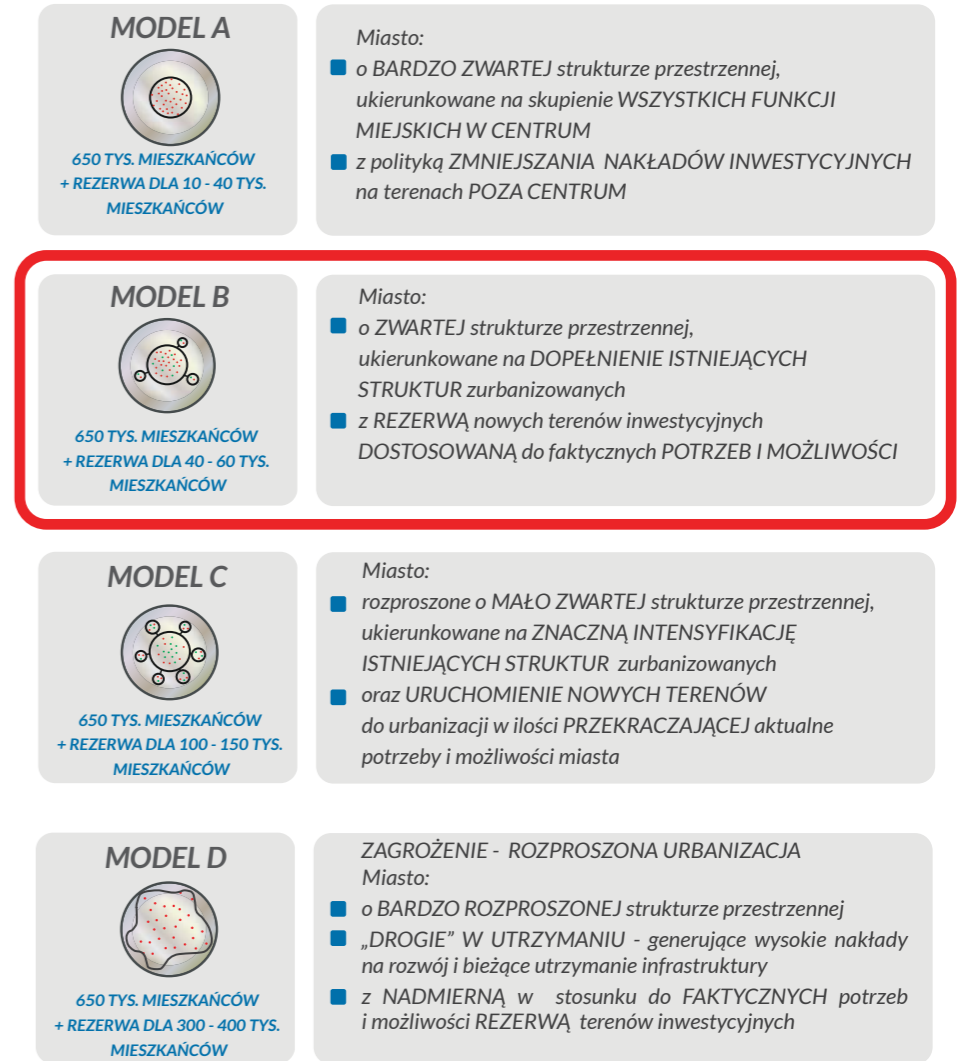 MODEL A
650 TYS. MIESZKAŃCÓW
+ REZERWA DLA 10 - 40 TYS.
MIESZKAŃCÓW
Miasto:
o BARDZO ZWARTEJ strukturze przestrzennej,
ukierunkowane na skupienie WSZYSTKICH FUNKCJI
MIEJSKICH W CENTRUM
z polityką ZMNIEJSZANIA NAKŁADÓW INWESTYCYJNYCH
na terenach POZA CENTRUM
MODEL B
650 TYS. MIESZKAŃCÓW
+ REZERWA DLA 40 - 60 TYS.
MIESZKAŃCÓW
Miasto:
o ZWARTEJ strukturze przestrzennej,
ukierunkowane na DOPEŁNIENIE ISTNIEJĄCYCH
STRUKTUR zurbanizowanych
z REZERWĄ nowych terenów inwestycyjnych
DOSTOSOWANĄ do faktycznych POTRZEB I MOŻLIWOŚCI
MODEL C
650 TYS. MIESZKAŃCÓW
+ REZERWA DLA 100 - 150 TYS.
MIESZKAŃCÓW
Miasto:
rozproszone o MAŁO ZWARTEJ strukturze przestrzennej,
ukierunkowane na ZNACZNĄ INTENSYFIKACJĘ
ISTNIEJĄCYCH STRUKTUR zurbanizowanych
oraz URUCHOMIENIE NOWYCH TERENÓW
do urbanizacji w ilości PRZEKRACZAJĄCEJ aktualne
potrzeby i możliwości miasta
MODEL D
650 TYS. MIESZKAŃCÓW
+ REZERWA DLA 300 - 400 TYS.
MIESZKAŃCÓW
ZAGROŻENIE - ROZPROSZONA URBANIZACJA
Miasto:
o BARDZO ROZPROSZONEJ strukturze przestrzennej
„DROGIE” W UTRZYMANIU - generujące wysokie nakłady
na rozwój i bieżące utrzymanie infrastruktury
z NADMIERNĄ w stosunku do FAKTYCZNYCH potrzeb
i możliwości REZERWĄ terenów inwestycyjnych